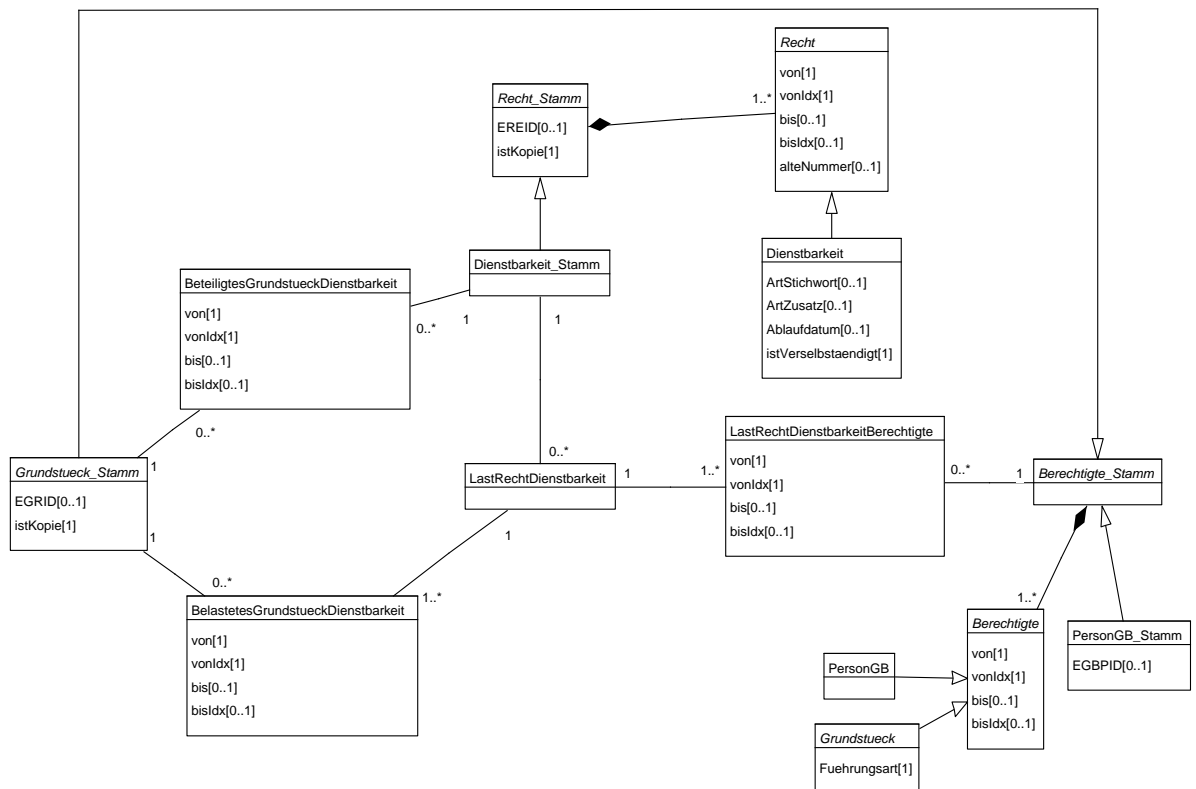 Recht
von[1]
vonIdx[1]
bis[0..1]
bisIdx[0..1]
alteNummer[0..1]
Recht_Stamm
EREID[0..1]
istKopie[1]
1..*
Dienstbarkeit
ArtStichwort[0..1]
ArtZusatz[0..1]
Ablaufdatum[0..1]
istVerselbstaendigt[1]
Dienstbarkeit_Stamm
1
1
BeteiligtesGrundstueckDienstbarkeit
von[1]
vonIdx[1]
bis[0..1]
bisIdx[0..1]
0..*
0..*
Grundstueck_Stamm
EGRID[0..1]
istKopie[1]
1
1
0..*
LastRechtDienstbarkeit
0..*
1
1
LastRechtDienstbarkeitBerechtigte
von[1]
vonIdx[1]
bis[0..1]
bisIdx[0..1]
1..*
0..*
1
Berechtigte_Stamm
BelastetesGrundstueckDienstbarkeit
von[1]
vonIdx[1]
bis[0..1]
bisIdx[0..1]
1..*
1..*
Berechtigte
von[1]
vonIdx[1]
bis[0..1]
bisIdx[0..1]
PersonGB_Stamm
EGBPID[0..1]
PersonGB
Grundstueck
Fuehrungsart[1]